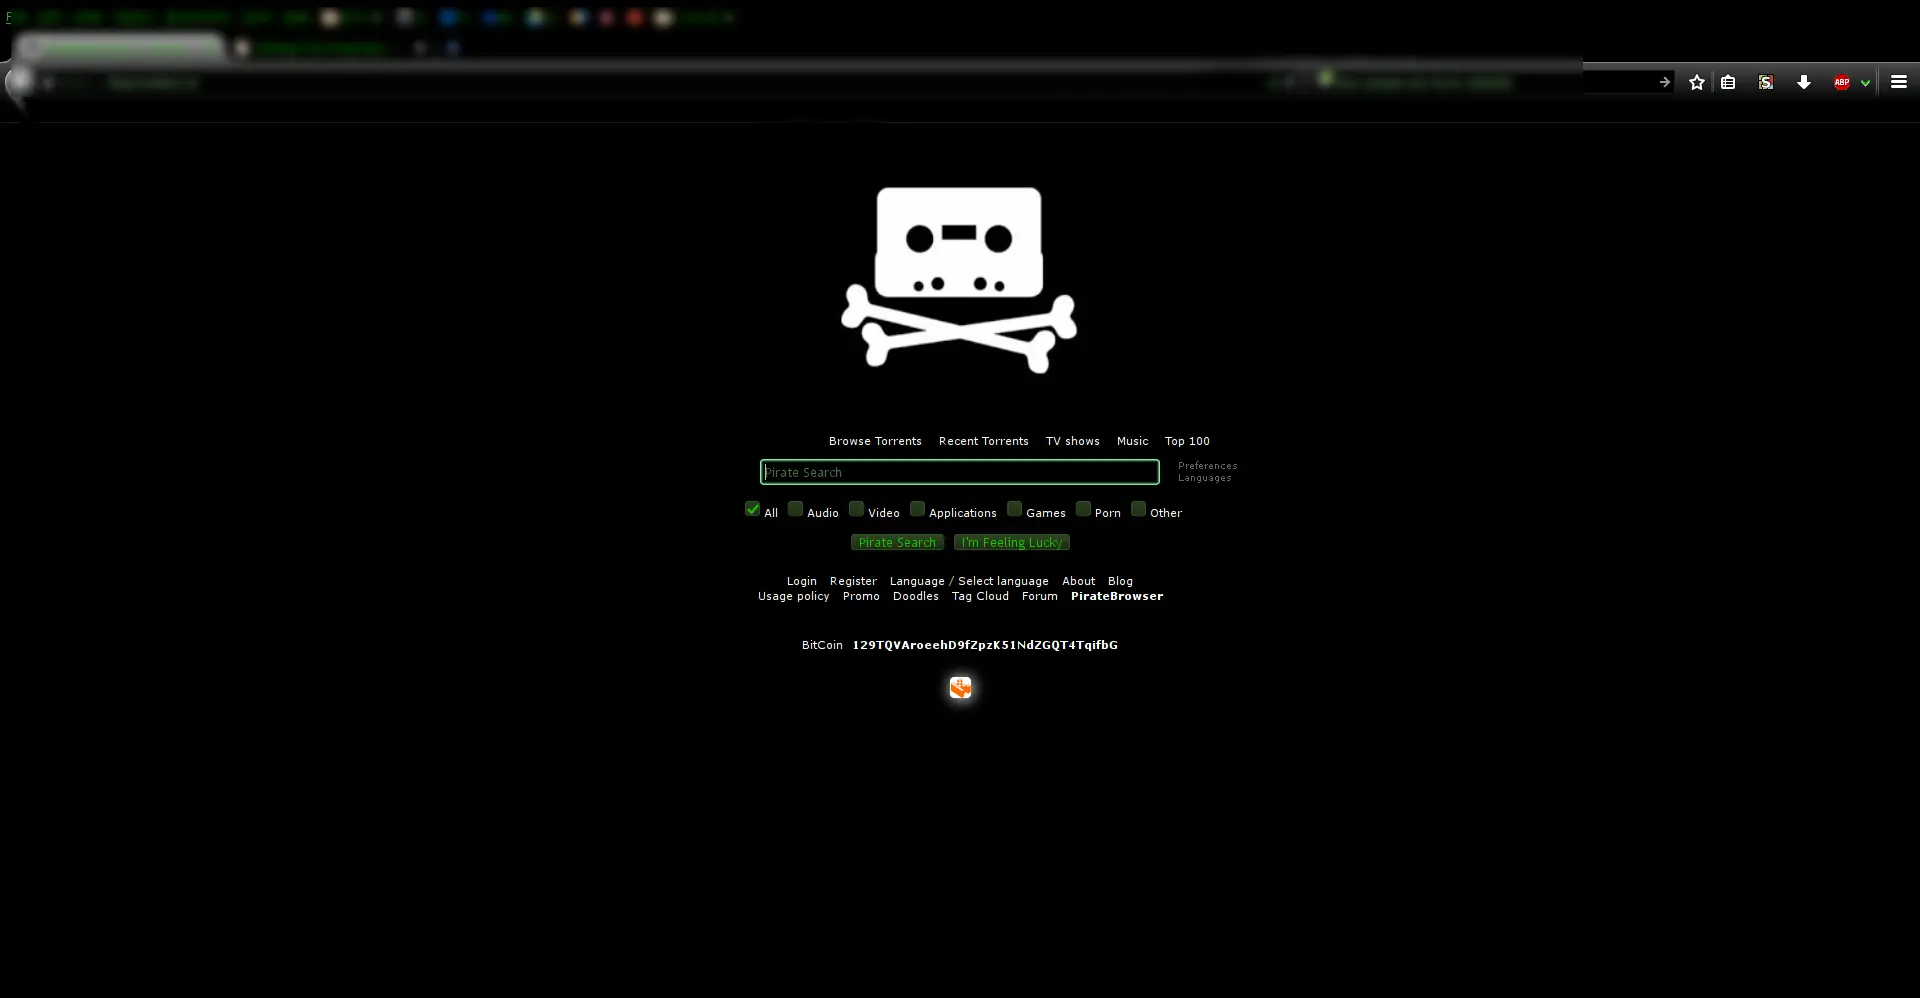 ABP
Browse Torrents Recent Torrents TV shows Music Top 100
Pirate Search
Preferences
Languages
All Audio Video Applications Games Porn Other
Pirate Search I'm Feeling Lucky
Login Register Language / Select language About Blog
Usage policy Promo Doodles Tag Cloud Forum PirateBrowser
BitCoin 129TQVAroeehD9fZpzK51NdZGQT4TqifbG